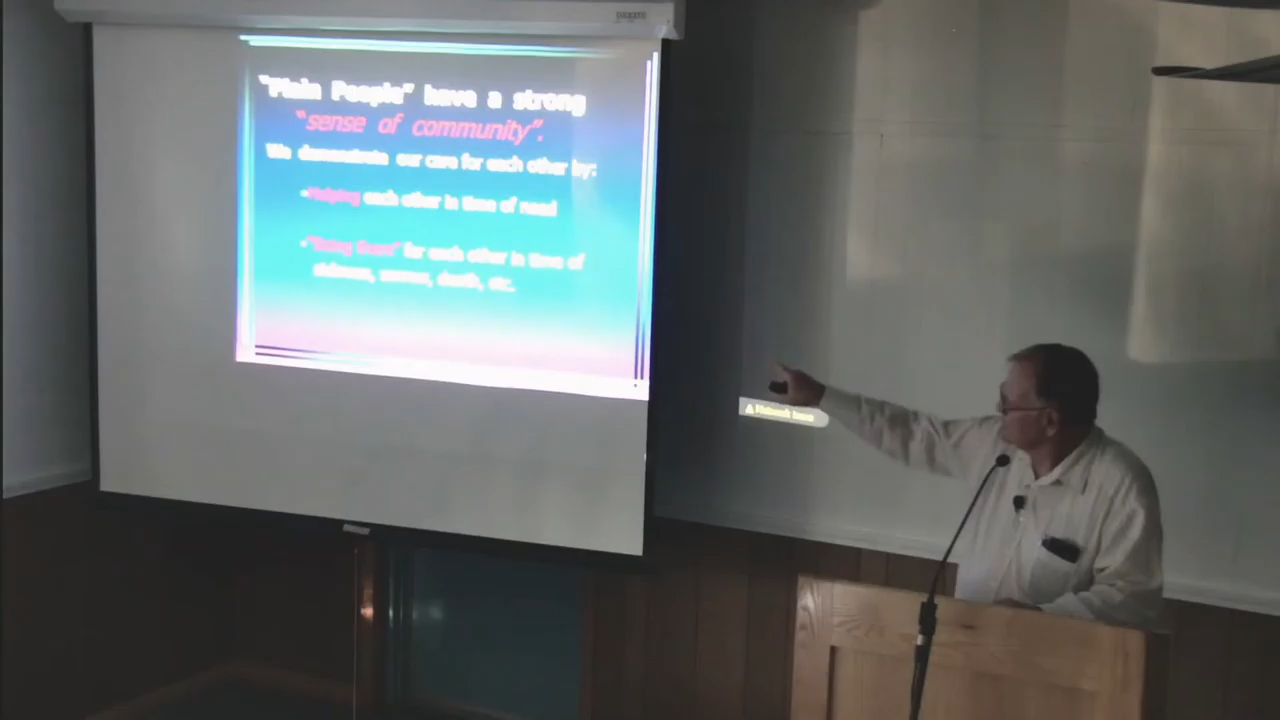 "Plain People" have a strong
"sense of community".
We demonstrate our care for each other by:
•Helping each other in time of need
•"Being There" for each other in time of
sickness, sorrow, death, etc.